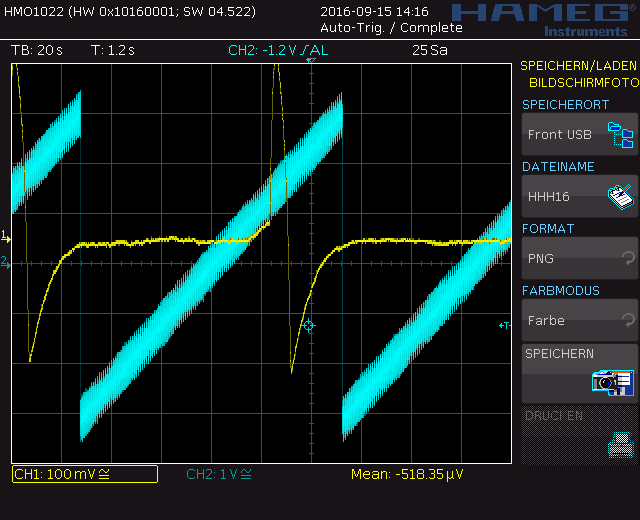 HMO1022 (HW 0x10160001; SW 04.522)
2016-09-15 14:16
Auto-Trig. / Complete
HAMEG
Instruments
TB: 20 s
T: 1.2 s
CH2: -1.2 V / AL
25 Sa
SPEICHERN/LADEN
BILDSCHIRMFOTO
SPEICHERORT
Front USB
DATEINAME
HHH16
FORMAT
PNG
FARBMODUS
Farbe
SPEICHERN
DRUCKEN
1
2
T
CH1: 100 mV ≅
CH2: 1 V ≅
Mean: -518.35 µV